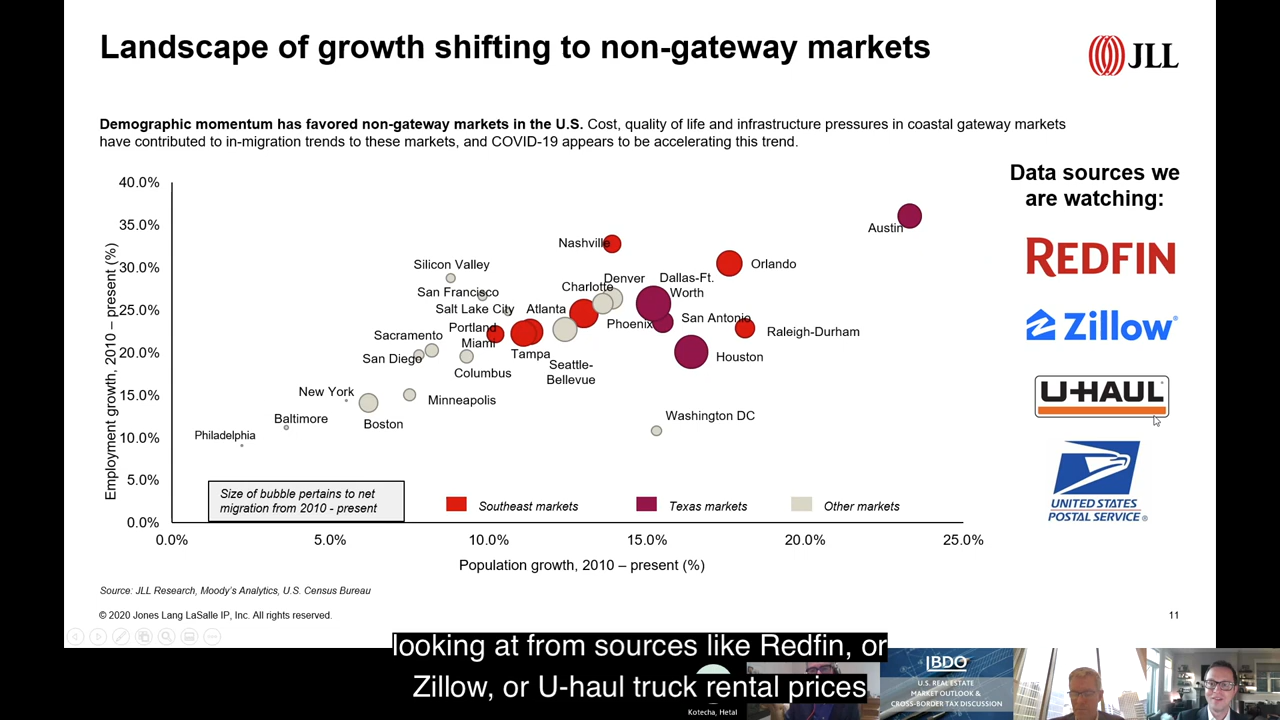 Landscape of growth shifting to non-gateway markets
JLL
Demographic momentum has favored non-gateway markets in the U.S. Cost, quality of life and infrastructure pressures in coastal gateway markets
have contributed to in-migration trends to these markets, and COVID-19 appears to be accelerating this trend.
Data sources we
are watching:
REDFIN
Zillow®
U-HAUL
UNITED STATES
POSTAL SERVICE®
Employment growth, 2010 – present (%)
40.0%
35.0%
30.0%
25.0%
20.0%
15.0%
10.0%
5.0%
0.0%
Austin
Nashville
Orlando
Silicon Valley
Denver
Dallas-Ft.
Worth
San Francisco
Charlotte
Salt Lake City
Atlanta
Phoenix
San Antonio
Raleigh-Durham
Portland
Sacramento
Miami
San Diego
Tampa
Houston
Columbus
Seattle-
Bellevue
New York
Minneapolis
Baltimore
Boston
Washington DC
Philadelphia
Size of bubble pertains to net
migration from 2010 - present
Southeast markets
Texas markets
Other markets
0.0%
5.0%
10.0%
15.0%
20.0%
25.0%
Population growth, 2010 – present (%)
Source: JLL Research, Moody's Analytics, U.S. Census Bureau
© 2020 Jones Lang LaSalle IP, Inc. All rights reserved.
11
looking at from sources like Redfin, or
Zillow, or U-haul truck rental prices
Kotecha, Hetal
BDO
U.S. REAL ESTATE
MARKET OUTLOOK &
CROSS-BORDER TAX DISCUSSION